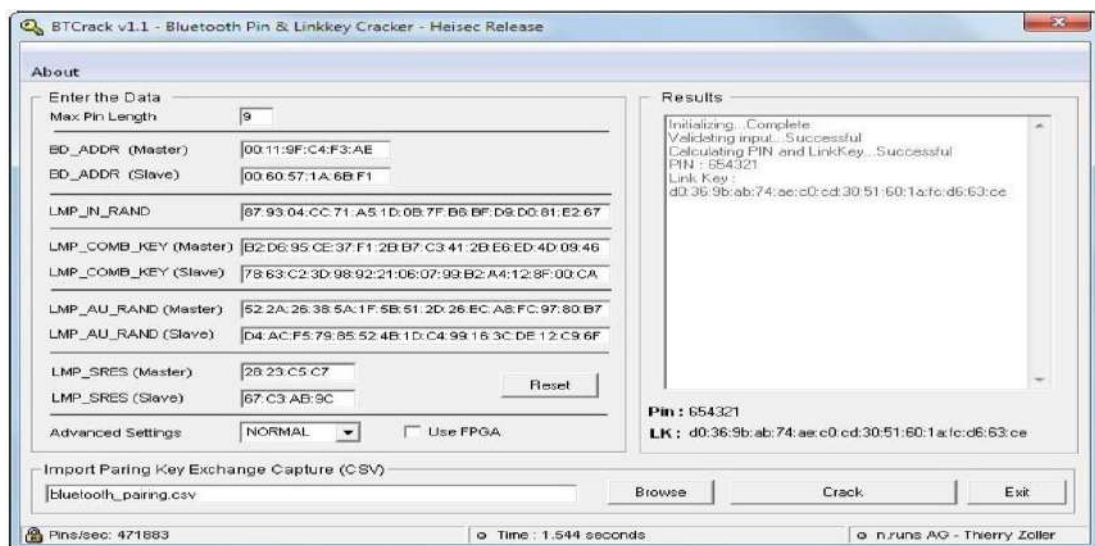 BTCrack v1.1 - Bluetooth Pin & Linkkey Cracker - Heisec Release
About
Enter the Data
Max Pin Length 9
BD_ADDR (Master) 00:11:9F:C4:F3:AE
BD_ADDR (Slave) 00:60:57:1A:6B:F1
LMP_IN_RAND 87:93:04:CC:71:A5:1D:0B:7F:B6:BF:D9:D0:81:E2:67
LMP_COMB_KEY (Master) B2:D6:95:CE:37:F1:2B:B7:C3:41:2B:E6:ED:4D:09:46
LMP_COMB_KEY (Slave) 78:63:C2:3D:98:92:21:06:07:99:B2:A4:12:8F:00:CA
LMP_AU_RAND (Master) 52:2A:26:38:5A:1F:5B:51:2D:26:EC:A8:FC:97:80:B7
LMP_AU_RAND (Slave) D4:AC:F5:79:85:52:4B:1D:C4:99:16:3C:DE:12:C9:6F
LMP_SRES (Master) 28:23:C5:C7
LMP_SRES (Slave) 67:C3:AB:9C
Reset
Advanced Settings NORMAL Use FPGA
Results
Initializing...Complete
Validating input...Successful
Calculating PIN and LinkKey...Successful
PIN : 654321
Link Key :
d0:36:9b:ab:74:ae:c0:cd:30:51:60:1a:fc:d6:63:ce
Pin : 654321
LK : d0:36:9b:ab:74:ae:c0:cd:30:51:60:1a:fc:d6:63:ce
Import Paring Key Exchange Capture (CSV)
bluetooth_pairing.csv Browse Crack Exit
Pins/sec: 471883 Time : 1.544 seconds n.runs AG - Thierry Zoller